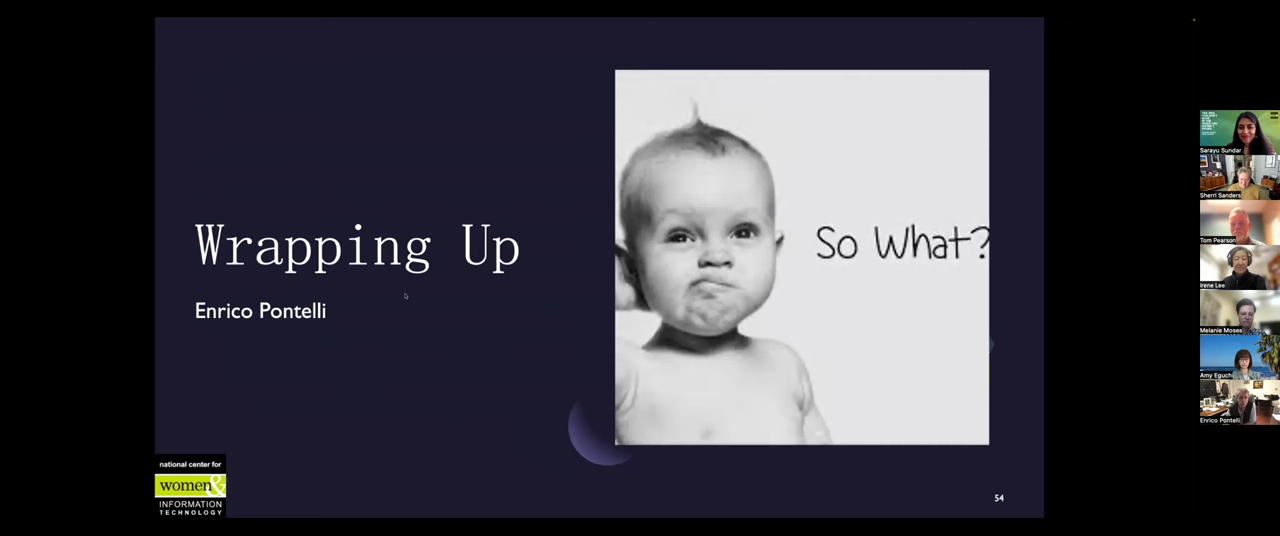 Wrapping Up
Enrico Pontelli
So What?
national center for
women&
INFORMATION
TECHNOLOGY
54
Sarayu Sundar
Sherri Sanders
Tom Pearson
Irene Lee
Melanie Moses
Amy Eguchi
Enrico Pontelli